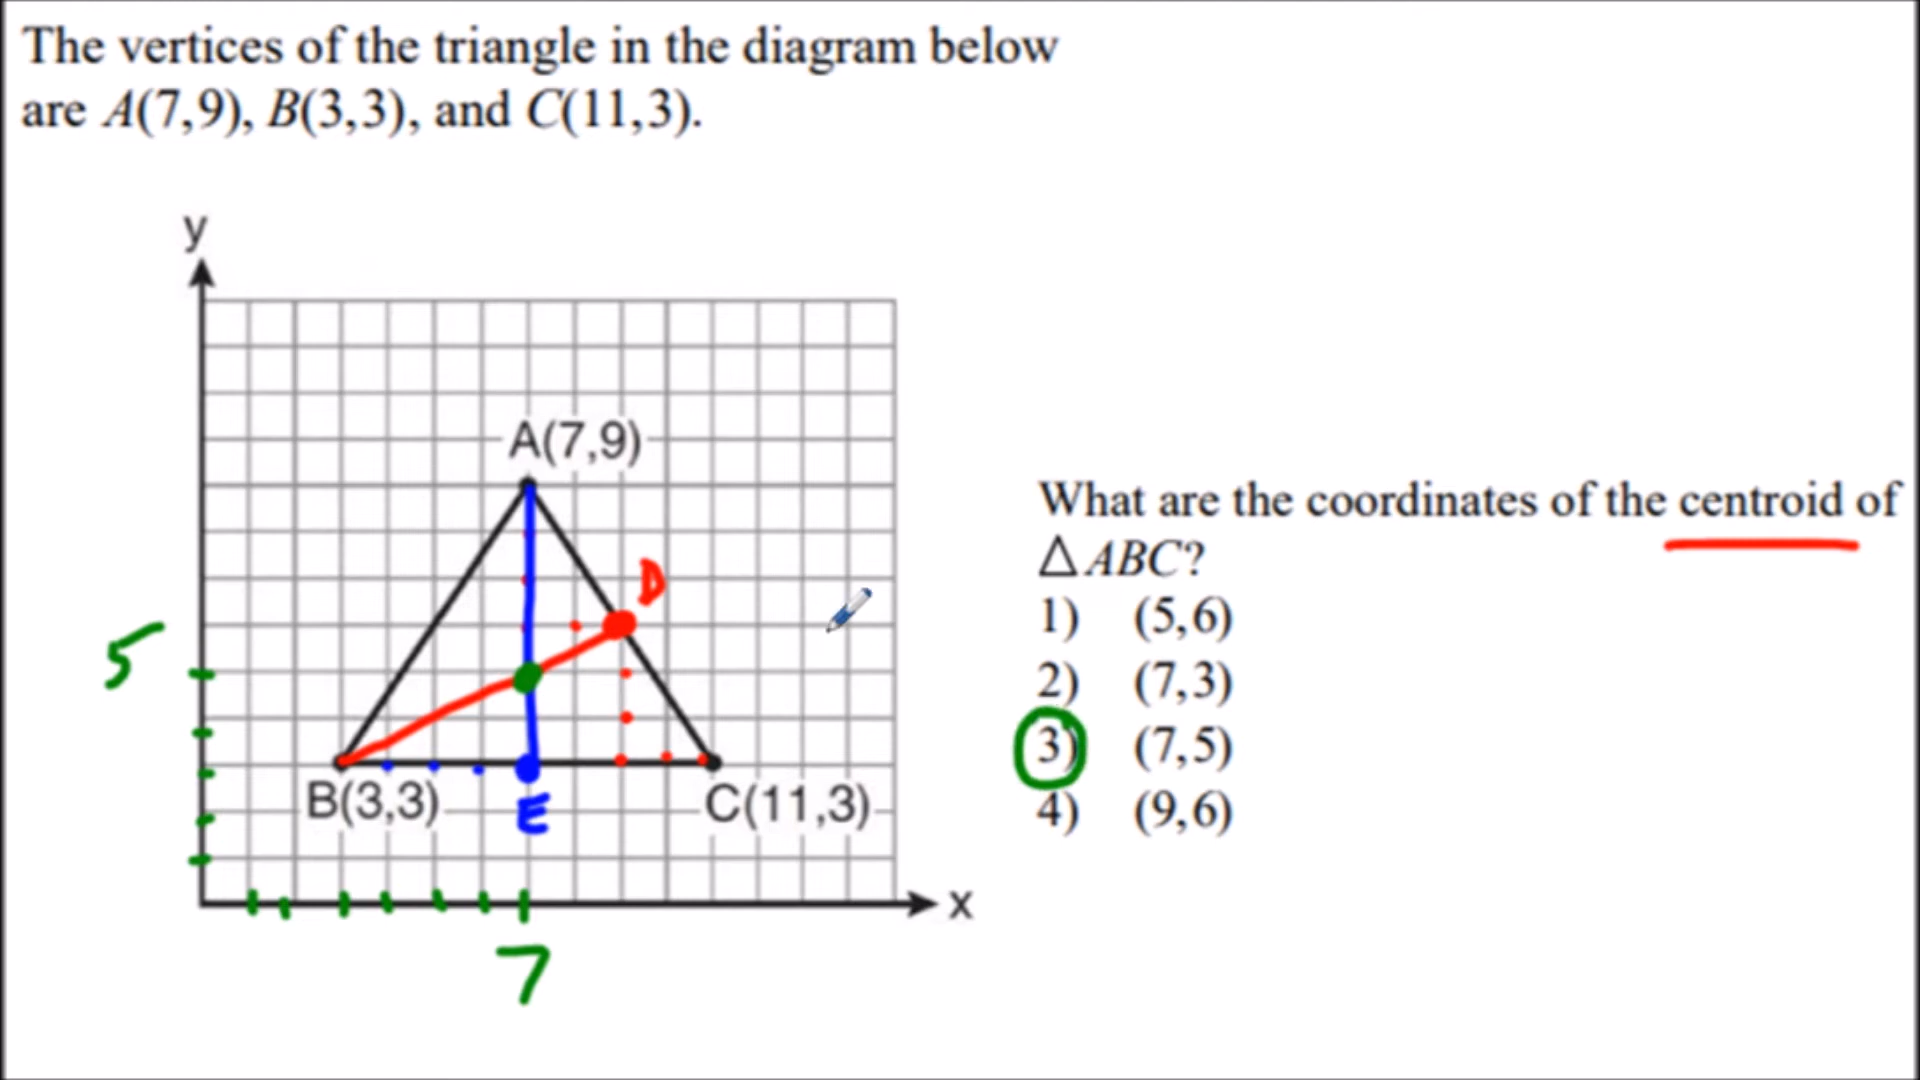 The vertices of the triangle in the diagram below
are A(7,9), B(3,3), and C(11,3).
y
A(7,9)
D
5
B(3,3)
E
C(11,3)
x
7
What are the coordinates of the centroid of
△ABC?
1) (5,6)
2) (7,3)
3) (7,5)
4) (9,6)